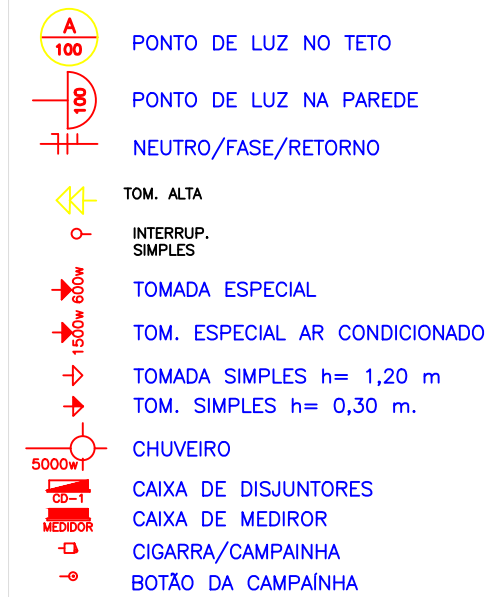 A
100
PONTO DE LUZ NO TETO
100
PONTO DE LUZ NA PAREDE
NEUTRO/FASE/RETORNO
TOM. ALTA
INTERRUP.
SIMPLES
600w
TOMADA ESPECIAL
1500w
TOM. ESPECIAL AR CONDICIONADO
TOMADA SIMPLES h= 1,20 m
TOM. SIMPLES h= 0,30 m.
5000w
CHUVEIRO
CD-1
CAIXA DE DISJUNTORES
MEDIDOR
CAIXA DE MEDIROR
CIGARRA/CAMPAINHA
BOTÃO DA CAMPAÍNHA